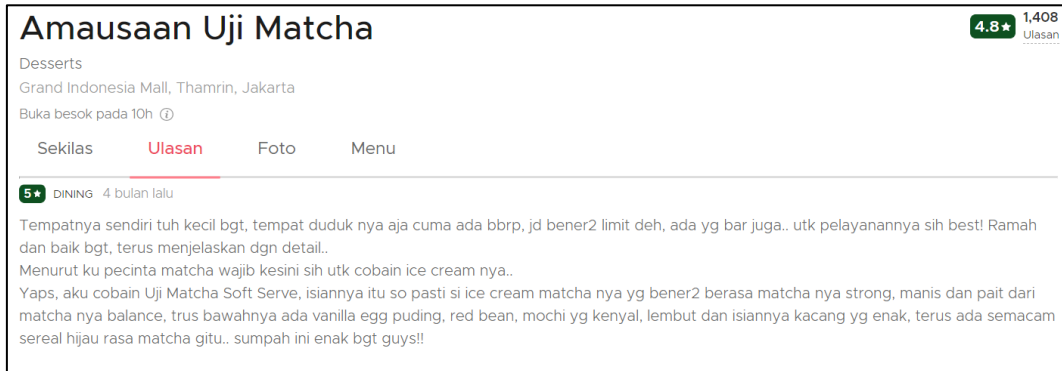 Amausaan Uji Matcha
4.8★ 1,408
Ulasan
Desserts
Grand Indonesia Mall, Thamrin, Jakarta
Buka besok pada 10h
Sekilas Ulasan Foto Menu
5★ DINING 4 bulan lalu
Tempatnya sendiri tuh kecil bgt, tempat duduk nya aja cuma ada bbrp, jd bener2 limit deh, ada yg bar juga.. utk pelayanannya sih best! Ramah
dan baik bgt, terus menjelaskan dgn detail..
Menurut ku pecinta matcha wajib kesini sih utk cobain ice cream nya..
Yaps, aku cobain Uji Matcha Soft Serve, isiannya itu so pasti si ice cream matcha nya yg bener2 berasa matcha nya strong, manis dan pait dari
matcha nya balance, trus bawahnya ada vanilla egg puding, red bean, mochi yg kenyal, lembut dan isiannya kacang yg enak, terus ada semacam
sereal hijau rasa matcha gitu.. sumpah ini enak bgt guys!!